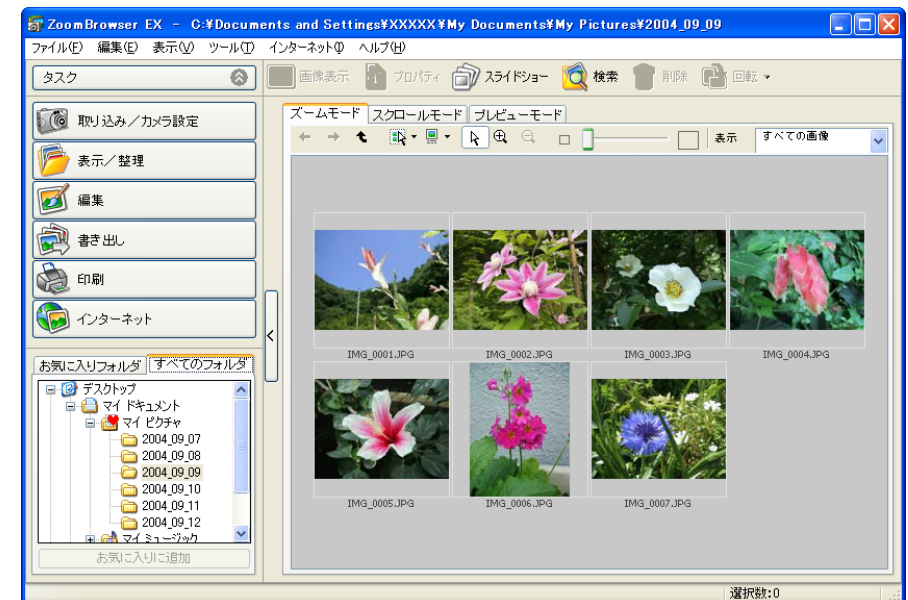 ZoomBrowser EX - C:¥Documents and Settings¥XXXXX¥My Documents¥My Pictures¥2004_09_09
ファイル(F) 編集(E) 表示(V) ツール(T) インターネット(I) ヘルプ(H)
タスク
画像表示 プロパティ スライドショー 検索 削除 回転
取り込み／カメラ設定
表示／整理
編集
書き出し
印刷
インターネット
お気に入りフォルダ すべてのフォルダ
デスクトップ
マイ ドキュメント
マイ ピクチャ
2004_09_07
2004_09_08
2004_09_09
2004_09_10
2004_09_11
2004_09_12
マイ ミュージック
お気に入りに追加
ズームモード スクロールモード プレビューモード
表示 すべての画像
IMG_0001.JPG IMG_0002.JPG IMG_0003.JPG IMG_0004.JPG
IMG_0005.JPG IMG_0006.JPG IMG_0007.JPG
選択数:0